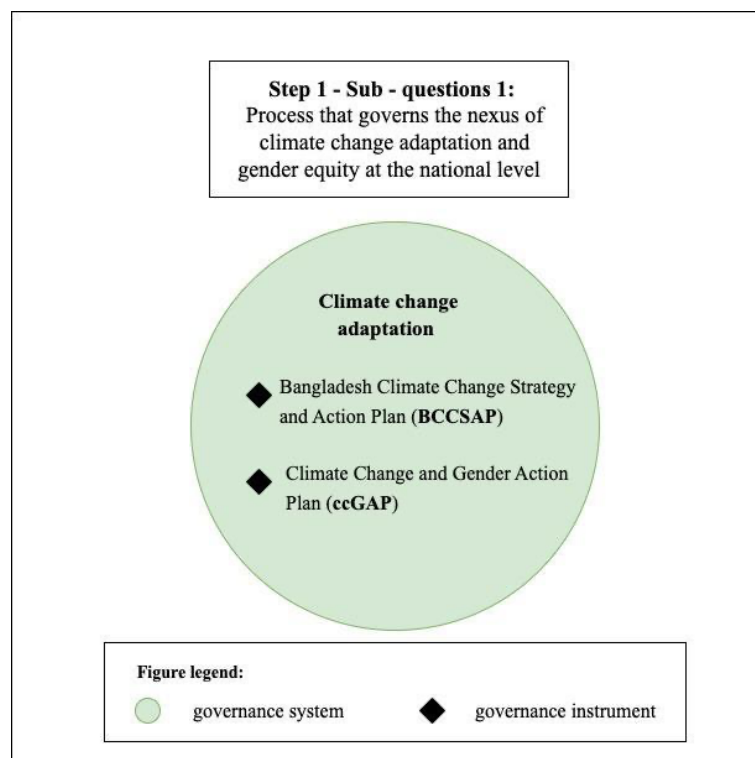 Step 1 - Sub - questions 1:
Process that governs the nexus of
climate change adaptation and
gender equity at the national level
Climate change
adaptation
Bangladesh Climate Change Strategy
and Action Plan (BCCSAP)
Climate Change and Gender Action
Plan (ccGAP)
Figure legend:
governance system
governance instrument